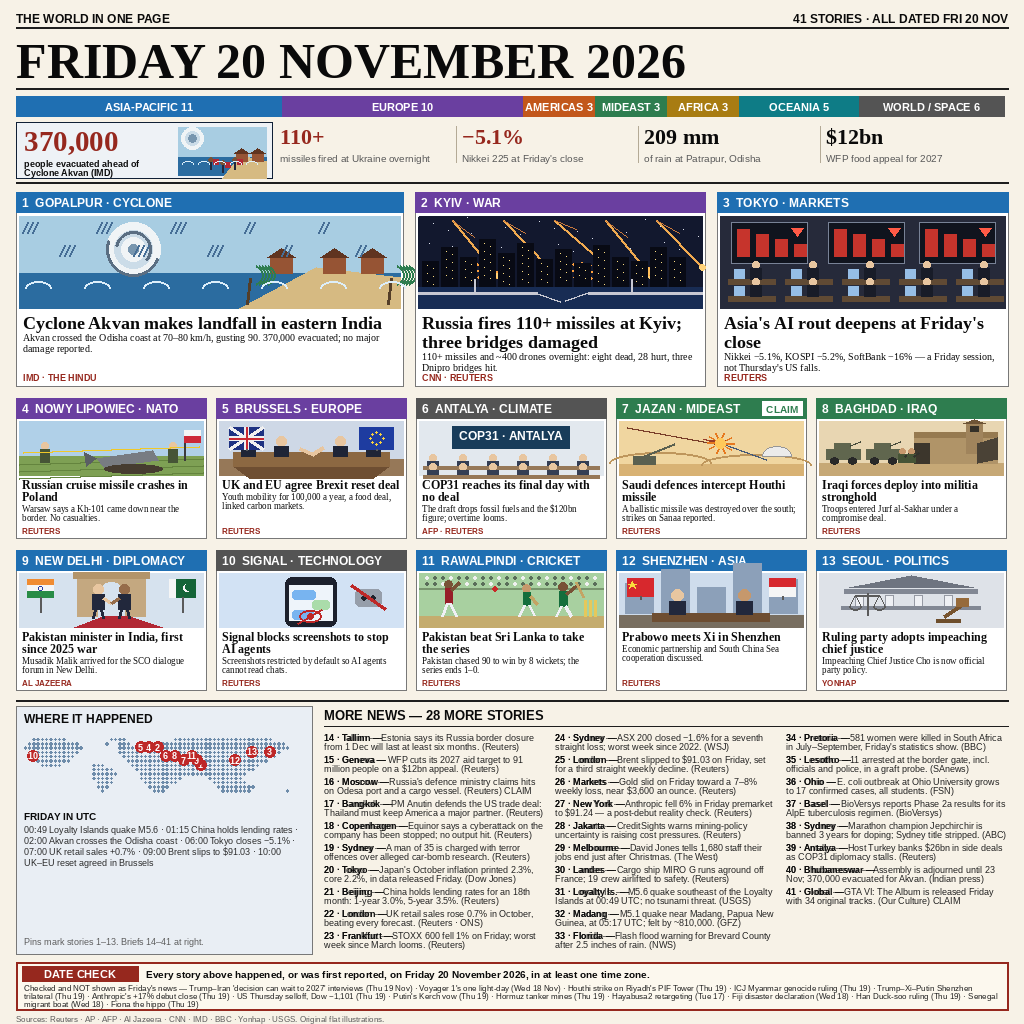 THE WORLD IN ONE PAGE
41 STORIES · ALL DATED FRI 20 NOV
FRIDAY 20 NOVEMBER 2026
ASIA-PACIFIC 11
EUROPE 10
AMERICAS 3
MIDEAST 3
AFRICA 3
OCEANIA 5
WORLD / SPACE 6
370,000
people evacuated ahead of
Cyclone Akvan (IMD)
110+
missiles fired at Ukraine overnight
−5.1%
Nikkei 225 at Friday's close
209 mm
of rain at Patrapur, Odisha
$12bn
WFP food appeal for 2027
1 GOPALPUR · CYCLONE
Cyclone Akvan makes landfall in eastern India
Akvan crossed the Odisha coast at 70–80 km/h, gusting 90. 370,000 evacuated; no major
damage reported.
IMD · THE HINDU
2 KYIV · WAR
Russia fires 110+ missiles at Kyiv;
three bridges damaged
110+ missiles and ~400 drones overnight: eight dead, 28 hurt, three
Dnipro bridges hit.
CNN · REUTERS
3 TOKYO · MARKETS
Asia's AI rout deepens at Friday's
close
Nikkei −5.1%, KOSPI −5.2%, SoftBank −16% — a Friday session,
not Thursday's US falls.
REUTERS
4 NOWY LIPOWIEC · NATO
Russian cruise missile crashes in
Poland
Warsaw says a Kh-101 came down near the
border. No casualties.
REUTERS
5 BRUSSELS · EUROPE
UK and EU agree Brexit reset deal
Youth mobility for 100,000 a year, a food deal,
linked carbon markets.
REUTERS
6 ANTALYA · CLIMATE
COP31 · ANTALYA
COP31 reaches its final day with
no deal
The draft drops fossil fuels and the $120bn
figure; overtime looms.
AFP · REUTERS
7 JAZAN · MIDEAST
CLAIM
Saudi defences intercept Houthi
missile
A ballistic missile was destroyed over the south;
strikes on Sanaa reported.
REUTERS
8 BAGHDAD · IRAQ
Iraqi forces deploy into militia
stronghold
Troops entered Jurf al-Sakhar under a
compromise deal.
REUTERS
9 NEW DELHI · DIPLOMACY
Pakistan minister in India, first
since 2025 war
Musadik Malik arrived for the SCO dialogue
forum in New Delhi.
AL JAZEERA
10 SIGNAL · TECHNOLOGY
Signal blocks screenshots to stop
AI agents
Screenshots restricted by default so AI agents
cannot read chats.
REUTERS
11 RAWALPINDI · CRICKET
Pakistan beat Sri Lanka to take
the series
Pakistan chased 90 to win by 8 wickets; the
series ends 1–0.
REUTERS
12 SHENZHEN · ASIA
Prabowo meets Xi in Shenzhen
Economic partnership and South China Sea
cooperation discussed.
REUTERS
13 SEOUL · POLITICS
Ruling party adopts impeaching
chief justice
Impeaching Chief Justice Cho is now official
party policy.
YONHAP
WHERE IT HAPPENED
10
5 4 2
6 8
7
11
12
13
3
FRIDAY IN UTC
00:49 Loyalty Islands quake M5.6 · 01:15 China holds lending rates ·
02:00 Akvan crosses the Odisha coast · 06:00 Tokyo closes −5.1% ·
07:00 UK retail sales +0.7% · 09:00 Brent slips to $91.03 · 10:00
UK–EU reset agreed in Brussels
Pins mark stories 1–13. Briefs 14–41 at right.
MORE NEWS — 28 MORE STORIES
14 · Tallinn — Estonia says its Russia border closure
from 1 Dec will last at least six months. (Reuters)
15 · Geneva — WFP cuts its 2027 aid target to 91
million people on a $12bn appeal. (Reuters)
16 · Moscow — Russia's defence ministry claims hits
on Odesa port and a cargo vessel. (Reuters) CLAIM
17 · Bangkok — PM Anutin defends the US trade deal:
Thailand must keep America a major partner. (Reuters)
18 · Copenhagen — Equinor says a cyberattack on the
company has been stopped; no output hit. (Reuters)
19 · Sydney — A man of 35 is charged with terror
offences over alleged car-bomb research. (Reuters)
20 · Tokyo — Japan's October inflation printed 2.3%,
core 2.2%, in data released Friday. (Dow Jones)
21 · Beijing — China holds lending rates for an 18th
month: 1-year 3.0%, 5-year 3.5%. (Reuters)
22 · London — UK retail sales rose 0.7% in October,
beating every forecast. (Reuters · ONS)
23 · Frankfurt — STOXX 600 fell 1% on Friday; worst
week since March looms. (Reuters)
24 · Sydney — ASX 200 closed −1.6% for a seventh
straight loss; worst week since 2022. (WSJ)
25 · London — Brent slipped to $91.03 on Friday, set
for a third straight weekly decline. (Reuters)
26 · Markets — Gold slid on Friday toward a 7–8%
weekly loss, near $3,600 an ounce. (Reuters)
27 · New York — Anthropic fell 6% in Friday premarket
to $91.24 — a post-debut reality check. (Reuters)
28 · Jakarta — CreditSights warns mining-policy
uncertainty is raising cost pressures. (Reuters)
29 · Melbourne — David Jones tells 1,680 staff their
jobs end just after Christmas. (The West)
30 · Landes — Cargo ship MIRO G runs aground off
France; 19 crew airlifted to safety. (Reuters)
31 · Loyalty Is. — M5.6 quake southeast of the Loyalty
Islands at 00:49 UTC; no tsunami threat. (USGS)
32 · Madang — M5.1 quake near Madang, Papua New
Guinea, at 05:17 UTC; felt by ~810,000. (GFZ)
33 · Florida — Flash flood warning for Brevard County
after 2.5 inches of rain. (NWS)
34 · Pretoria — 581 women were killed in South Africa
in July–September, Friday's statistics show. (BBC)
35 · Lesotho — 11 arrested at the border gate, incl.
officials and police, in a graft probe. (SAnews)
36 · Ohio — E. coli outbreak at Ohio University grows
to 17 confirmed cases, all students. (FSN)
37 · Basel — BioVersys reports Phase 2a results for its
AlpE tuberculosis regimen. (BioVersys)
38 · Sydney — Marathon champion Jepchirchir is
banned 3 years for doping; Sydney title stripped. (ABC)
39 · Antalya — Host Turkey banks $26bn in side deals
as COP31 diplomacy stalls. (Reuters)
40 · Bhubaneswar — Assembly is adjourned until 23
Nov; 370,000 evacuated for Akvan. (Indian press)
41 · Global — GTA VI: The Album is released Friday
with 34 original tracks. (Our Culture) CLAIM
DATE CHECK
Every story above happened, or was first reported, on Friday 20 November 2026, in at least one time zone.
Checked and NOT shown as Friday's news — Trump–Iran 'decision can wait to 2027' interviews (Thu 19 Nov) · Voyager 1's one light-day (Wed 18 Nov) · Houthi strike on Riyadh's PIF Tower (Thu 19) · ICJ Myanmar genocide ruling (Thu 19) · Trump–Xi–Putin Shenzhen
trilateral (Thu 19) · Anthropic's +17% debut close (Thu 19) · US Thursday selloff, Dow −1,101 (Thu 19) · Putin's Kerch vow (Thu 19) · Hormuz tanker mines (Thu 19) · Hayabusa2 retargeting (Tue 17) · Fiji disaster declaration (Wed 18) · Han Duck-soo ruling (Thu 19) · Senegal
migrant boat (Wed 18) · Fiona the hippo (Thu 19)
Sources: Reuters · AP · AFP · Al Jazeera · CNN · IMD · BBC · Yonhap · USGS. Original flat illustrations.